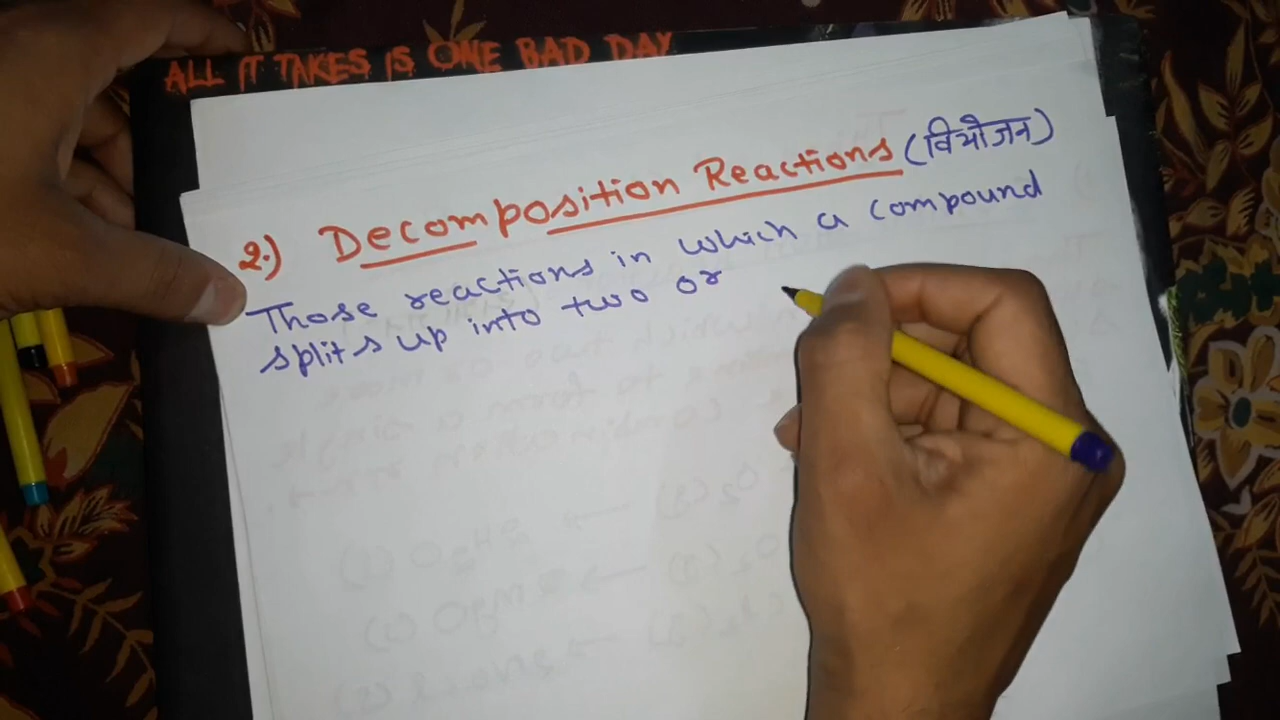 ALL IT TAKES IS ONE BAD DAY
2.) Decomposition Reactions (वियोजन)
Those reactions in which a compound
splits up into two or